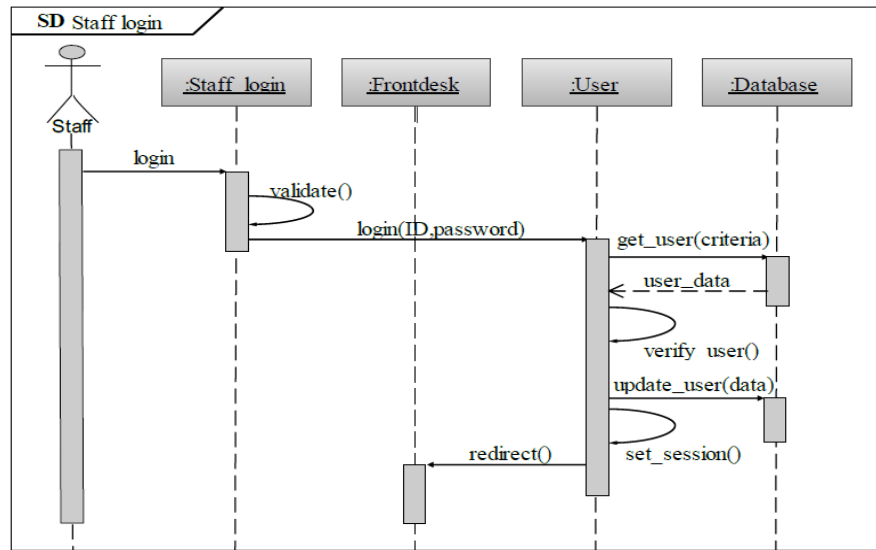 SD Staff login
:Staff_login
:Frontdesk
:User
:Database
Staff
login
validate()
login(ID,password)
get_user(criteria)
user_data
verify_user()
update_user(data)
set_session()
redirect()